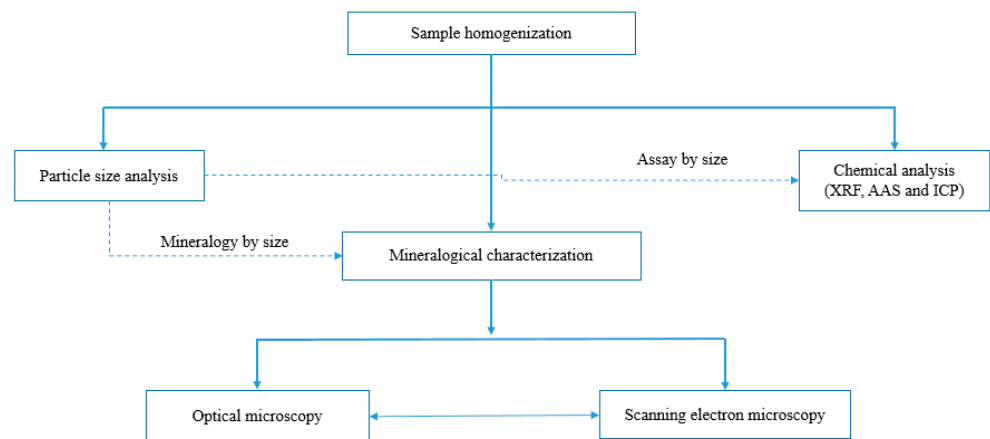 Sample homogenization
Assay by size
Particle size analysis
Chemical analysis
(XRF, AAS and ICP)
Mineralogy by size
Mineralogical characterization
Optical microscopy
Scanning electron microscopy